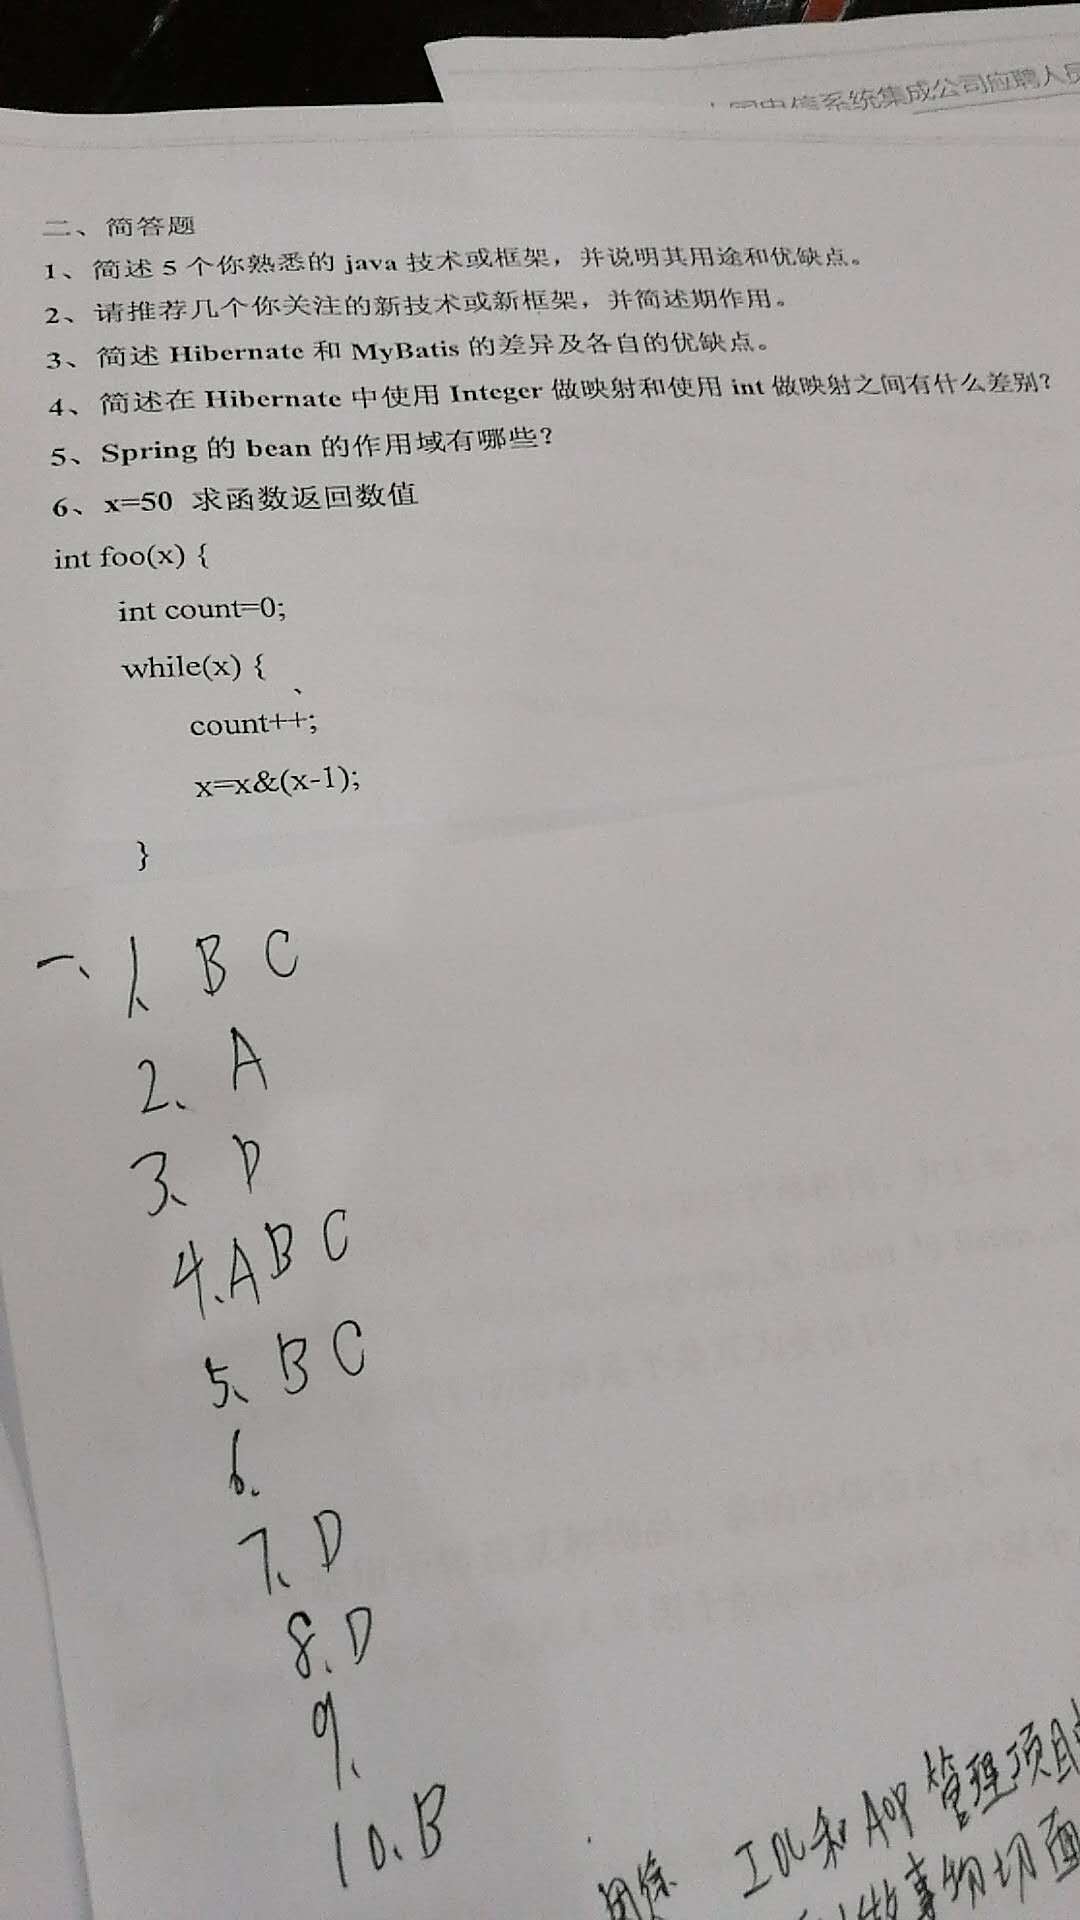 系统集成公司应聘人员
二、简答题
1、简述 5 个你熟悉的 java 技术或框架，并说明其用途和优缺点。
2、请推荐几个你关注的新技术或新框架，并简述期作用。
3、简述 Hibernate 和 MyBatis 的差异及各自的优缺点。
4、简述在 Hibernate 中使用 Integer 做映射和使用 int 做映射之间有什么差别？
5、Spring 的 bean 的作用域有哪些？
6、x=50 求函数返回数值
int foo(x) {
int count=0;
while(x) {
count++;
x=x&(x-1);
}
一、1、B C
2、A
3、D
4、A B C
5、B C
6、
7、D
8、D
9、
10、B
用途 IOC和AOP管理项目
做事物切面